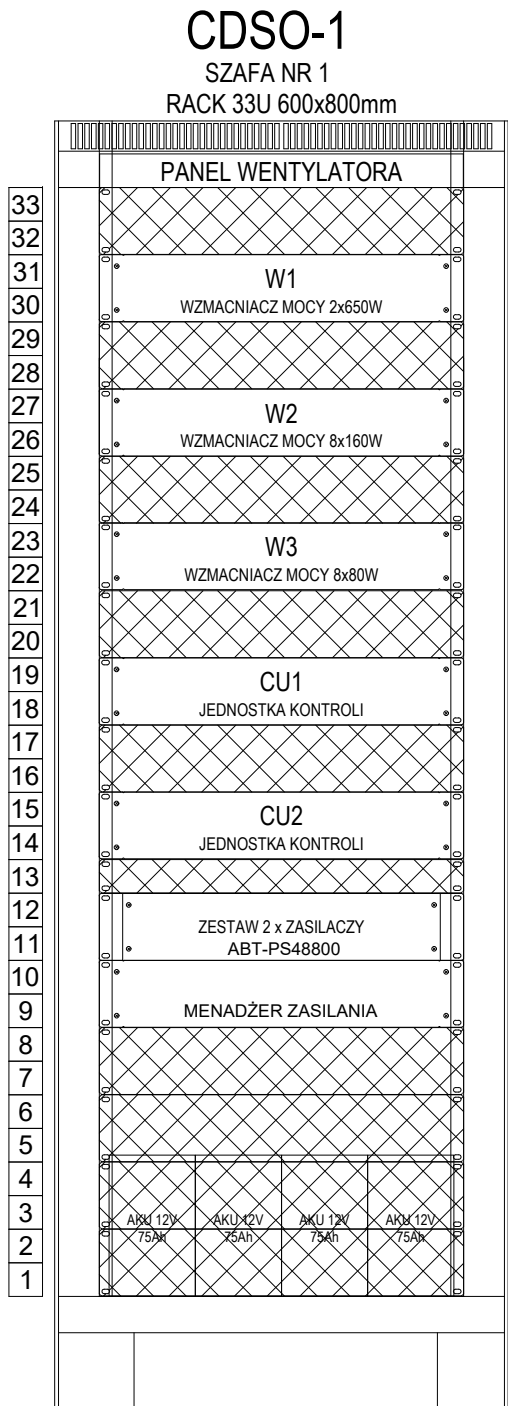 CDSO-1
SZAFA NR 1
RACK 33U 600x800mm
PANEL WENTYLATORA
33
32
31
W1
30
WZMACNIACZ MOCY 2x650W
29
28
27
W2
26
WZMACNIACZ MOCY 8x160W
25
24
23
W3
22
WZMACNIACZ MOCY 8x80W
21
20
19
CU1
18
JEDNOSTKA KONTROLI
17
16
15
CU2
14
JEDNOSTKA KONTROLI
13
12
ZESTAW 2 x ZASILACZY
11
ABT-PS48800
10
9
MENADŻER ZASILANIA
8
7
6
5
4
3
AKU 12V AKU 12V AKU 12V AKU 12V
75Ah 75Ah 75Ah 75Ah
2
1